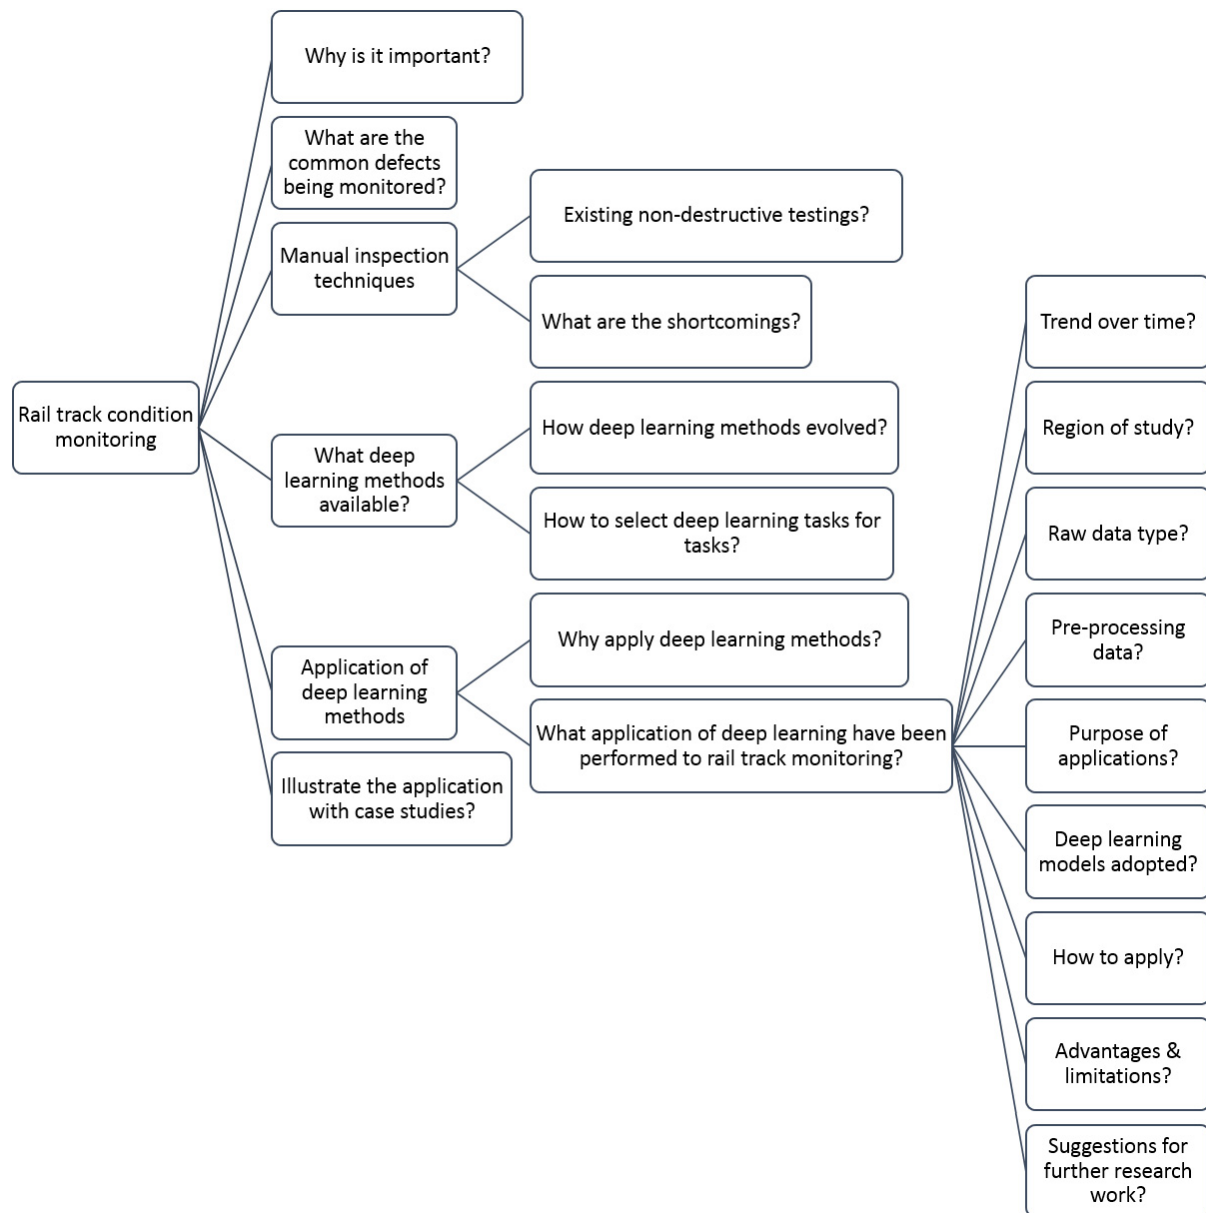 Why is it important?
What are the
common defects
being monitored?
Existing non-destructive testings?
Manual inspection
techniques
What are the shortcomings?
Trend over time?
Rail track condition
monitoring
How deep learning methods evolved?
Region of study?
What deep
learning methods
available?
How to select deep learning tasks for
tasks?
Raw data type?
Why apply deep learning methods?
Pre-processing
data?
Application of
deep learning
methods
What application of deep learning have been
performed to rail track monitoring?
Purpose of
applications?
Illustrate the application
with case studies?
Deep learning
models adopted?
How to apply?
Advantages &
limitations?
Suggestions for
further research
work?